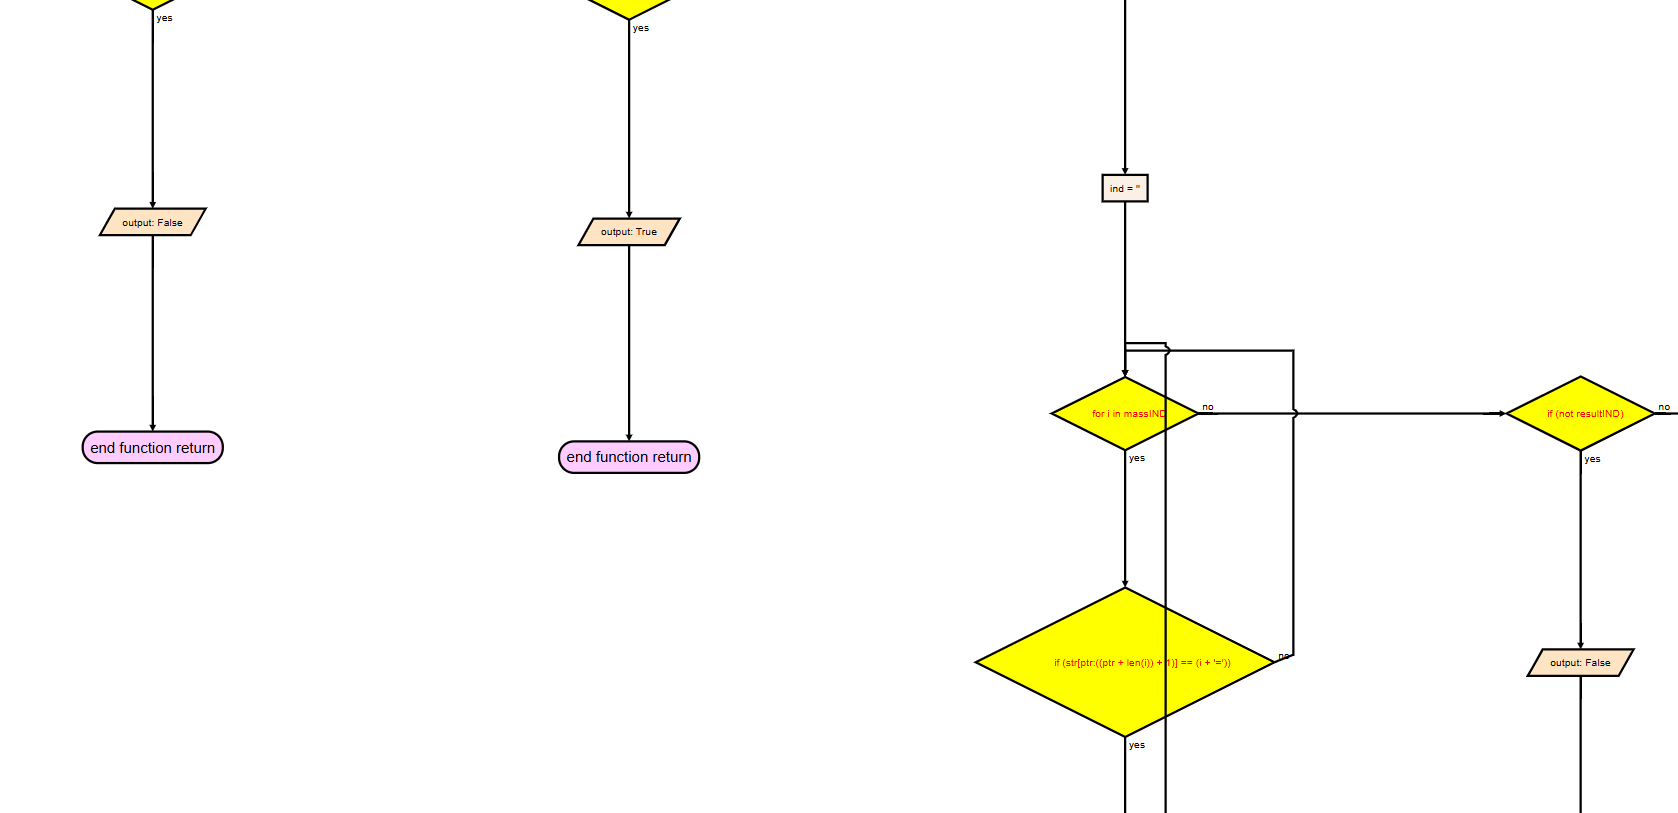 yes
yes
ind = ''
output: False
output: True
for i in massIND
no
if (not resultIND)
no
end function return
end function return
yes
yes
if (str[ptr:((ptr + len(i)) + 1)] == (i + '='))
no
output: False
yes